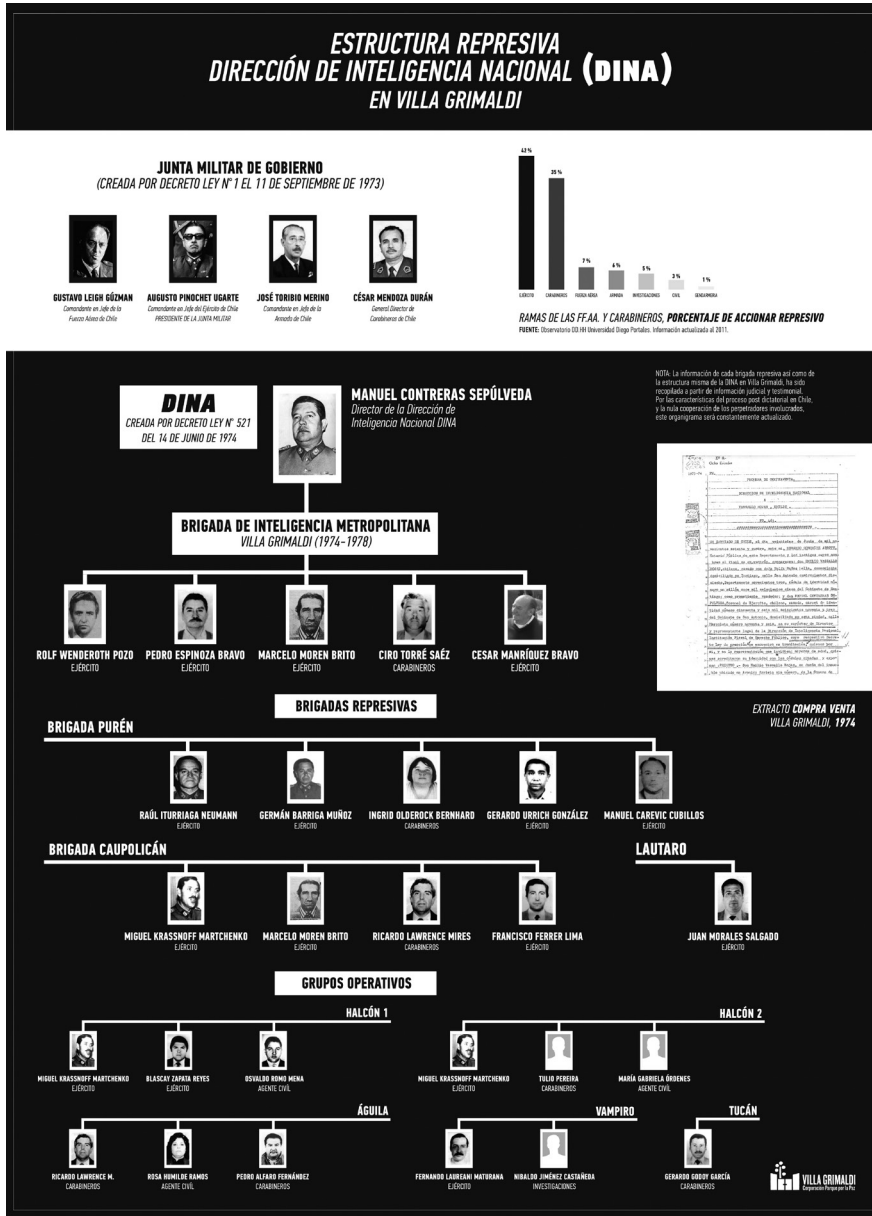 ESTRUCTURA REPRESIVA
DIRECCIÓN DE INTELIGENCIA NACIONAL (DINA)
EN VILLA GRIMALDI
JUNTA MILITAR DE GOBIERNO
(CREADA POR DECRETO LEY N°1 EL 11 DE SEPTIEMBRE DE 1973)
GUSTAVO LEIGH GÚZMAN
Comandante en Jefe de la
Fuerza Aérea de Chile
AUGUSTO PINOCHET UGARTE
Comandante en Jefe del Ejército de Chile
PRESIDENTE DE LA JUNTA MILITAR
JOSÉ TORIBIO MERINO
Comandante en Jefe de la
Armada de Chile
CÉSAR MENDOZA DURÁN
General Director de
Carabineros de Chile
42 %
35 %
7 %
6 %
5 %
3 %
1 %
EJÉRCITO
CARABINEROS
FUERZA AÉREA
ARMADA
INVESTIGACIONES
CIVIL
GENDARMERIA
RAMAS DE LAS FF.AA. Y CARABINEROS, PORCENTAJE DE ACCIONAR REPRESIVO
FUENTE: Observatorio DD.HH Universidad Diego Portales. Información actualizada al 2011.
NOTA: La información de cada brigada represiva así como de
la estructura misma de la DINA en Villa Grimaldi, ha sido
recopilada a partir de información judicial y testimonial.
Por las características del proceso post dictatorial en Chile,
y la nula cooperación de los perpetradores involucrados,
este organigrama será constantemente actualizado.
DINA
CREADA POR DECRETO LEY N° 521
DEL 14 DE JUNIO DE 1974
MANUEL CONTRERAS SEPÚLVEDA
Director de la Dirección de
Inteligencia Nacional DINA
BRIGADA DE INTELIGENCIA METROPOLITANA
VILLA GRIMALDI (1974-1978)
ROLF WENDEROTH POZO
EJÉRCITO
PEDRO ESPINOZA BRAVO
EJÉRCITO
MARCELO MOREN BRITO
EJÉRCITO
CIRO TORRÉ SAÉZ
CARABINEROS
CESAR MANRÍQUEZ BRAVO
EJÉRCITO
EXTRACTO COMPRA VENTA
VILLA GRIMALDI, 1974
BRIGADAS REPRESIVAS
BRIGADA PURÉN
RAÚL ITURRIAGA NEUMANN
EJÉRCITO
GERMÁN BARRIGA MUÑOZ
EJÉRCITO
INGRID OLDEROCK BERNHARD
CARABINEROS
GERARDO URRICH GONZÁLEZ
EJÉRCITO
MANUEL CAREVIC CUBILLOS
EJÉRCITO
BRIGADA CAUPOLICÁN
MIGUEL KRASSNOFF MARTCHENKO
EJÉRCITO
MARCELO MOREN BRITO
EJÉRCITO
RICARDO LAWRENCE MIRES
CARABINEROS
FRANCISCO FERRER LIMA
EJÉRCITO
LAUTARO
JUAN MORALES SALGADO
EJÉRCITO
GRUPOS OPERATIVOS
HALCÓN 1
MIGUEL KRASSNOFF MARTCHENKO
EJÉRCITO
BLASCAY ZAPATA REYES
EJÉRCITO
OSVALDO ROMO MENA
AGENTE CIVÍL
HALCÓN 2
MIGUEL KRASSNOFF MARTCHENKO
EJÉRCITO
TULIO PEREIRA
CARABINEROS
MARÍA GABRIELA ÓRDENES
AGENTE CIVIL
ÁGUILA
RICARDO LAWRENCE M.
CARABINEROS
ROSA HUMILDE RAMOS
AGENTE CIVIL
PEDRO ALFARO FERNÁNDEZ
CARABINEROS
VAMPIRO
FERNANDO LAUREANI MATURANA
EJÉRCITO
NIBALDO JIMÉNEZ CASTAÑEDA
INVESTIGACIONES
TUCÁN
GERARDO GODOY GARCÍA
CARABINEROS
VILLA GRIMALDI
Corporación Parque por la Paz